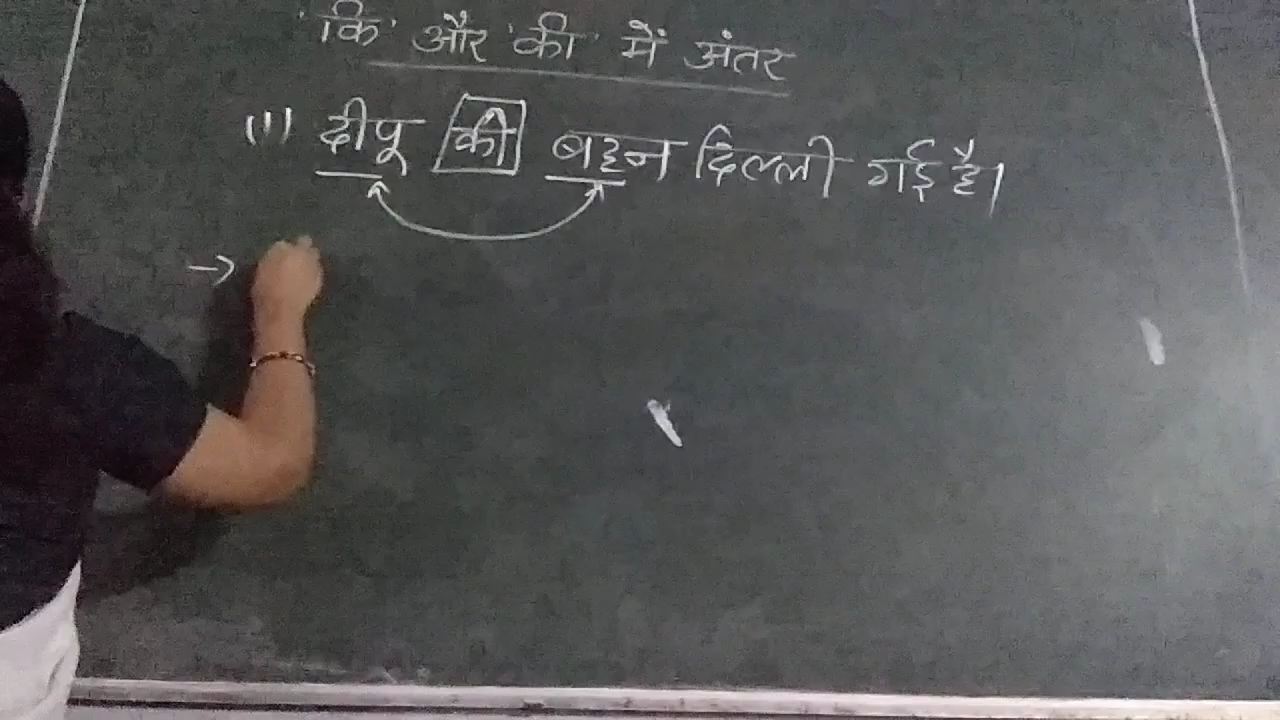 'कि' और 'की' में अंतर
(1) दीपू की बहन दिल्ली गई है।
→